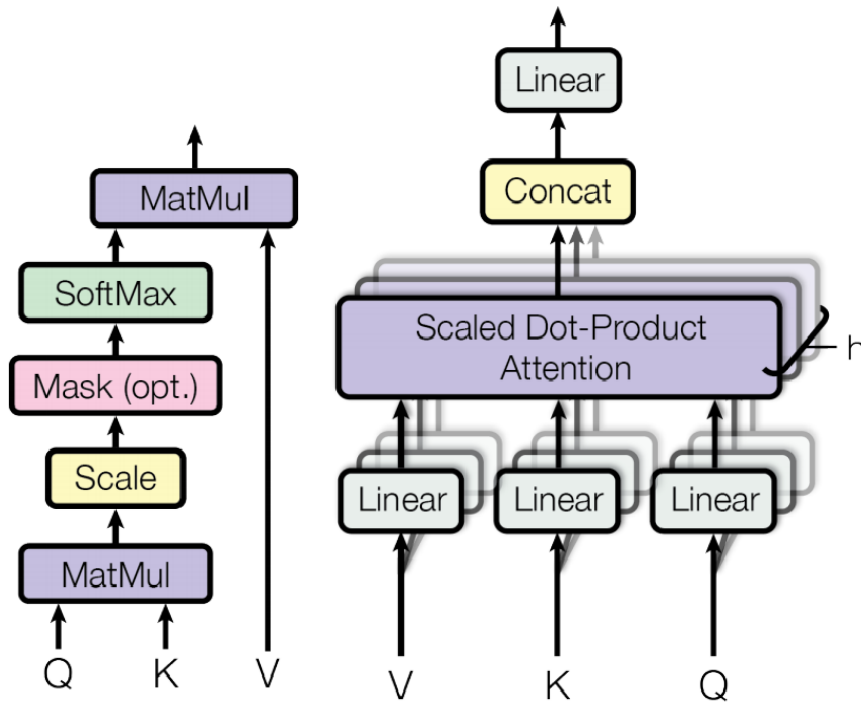 MatMul
SoftMax
Mask (opt.)
Scale
MatMul
Q K V
Linear
Concat
Scaled Dot-Product
Attention
h
Linear Linear Linear
V K Q